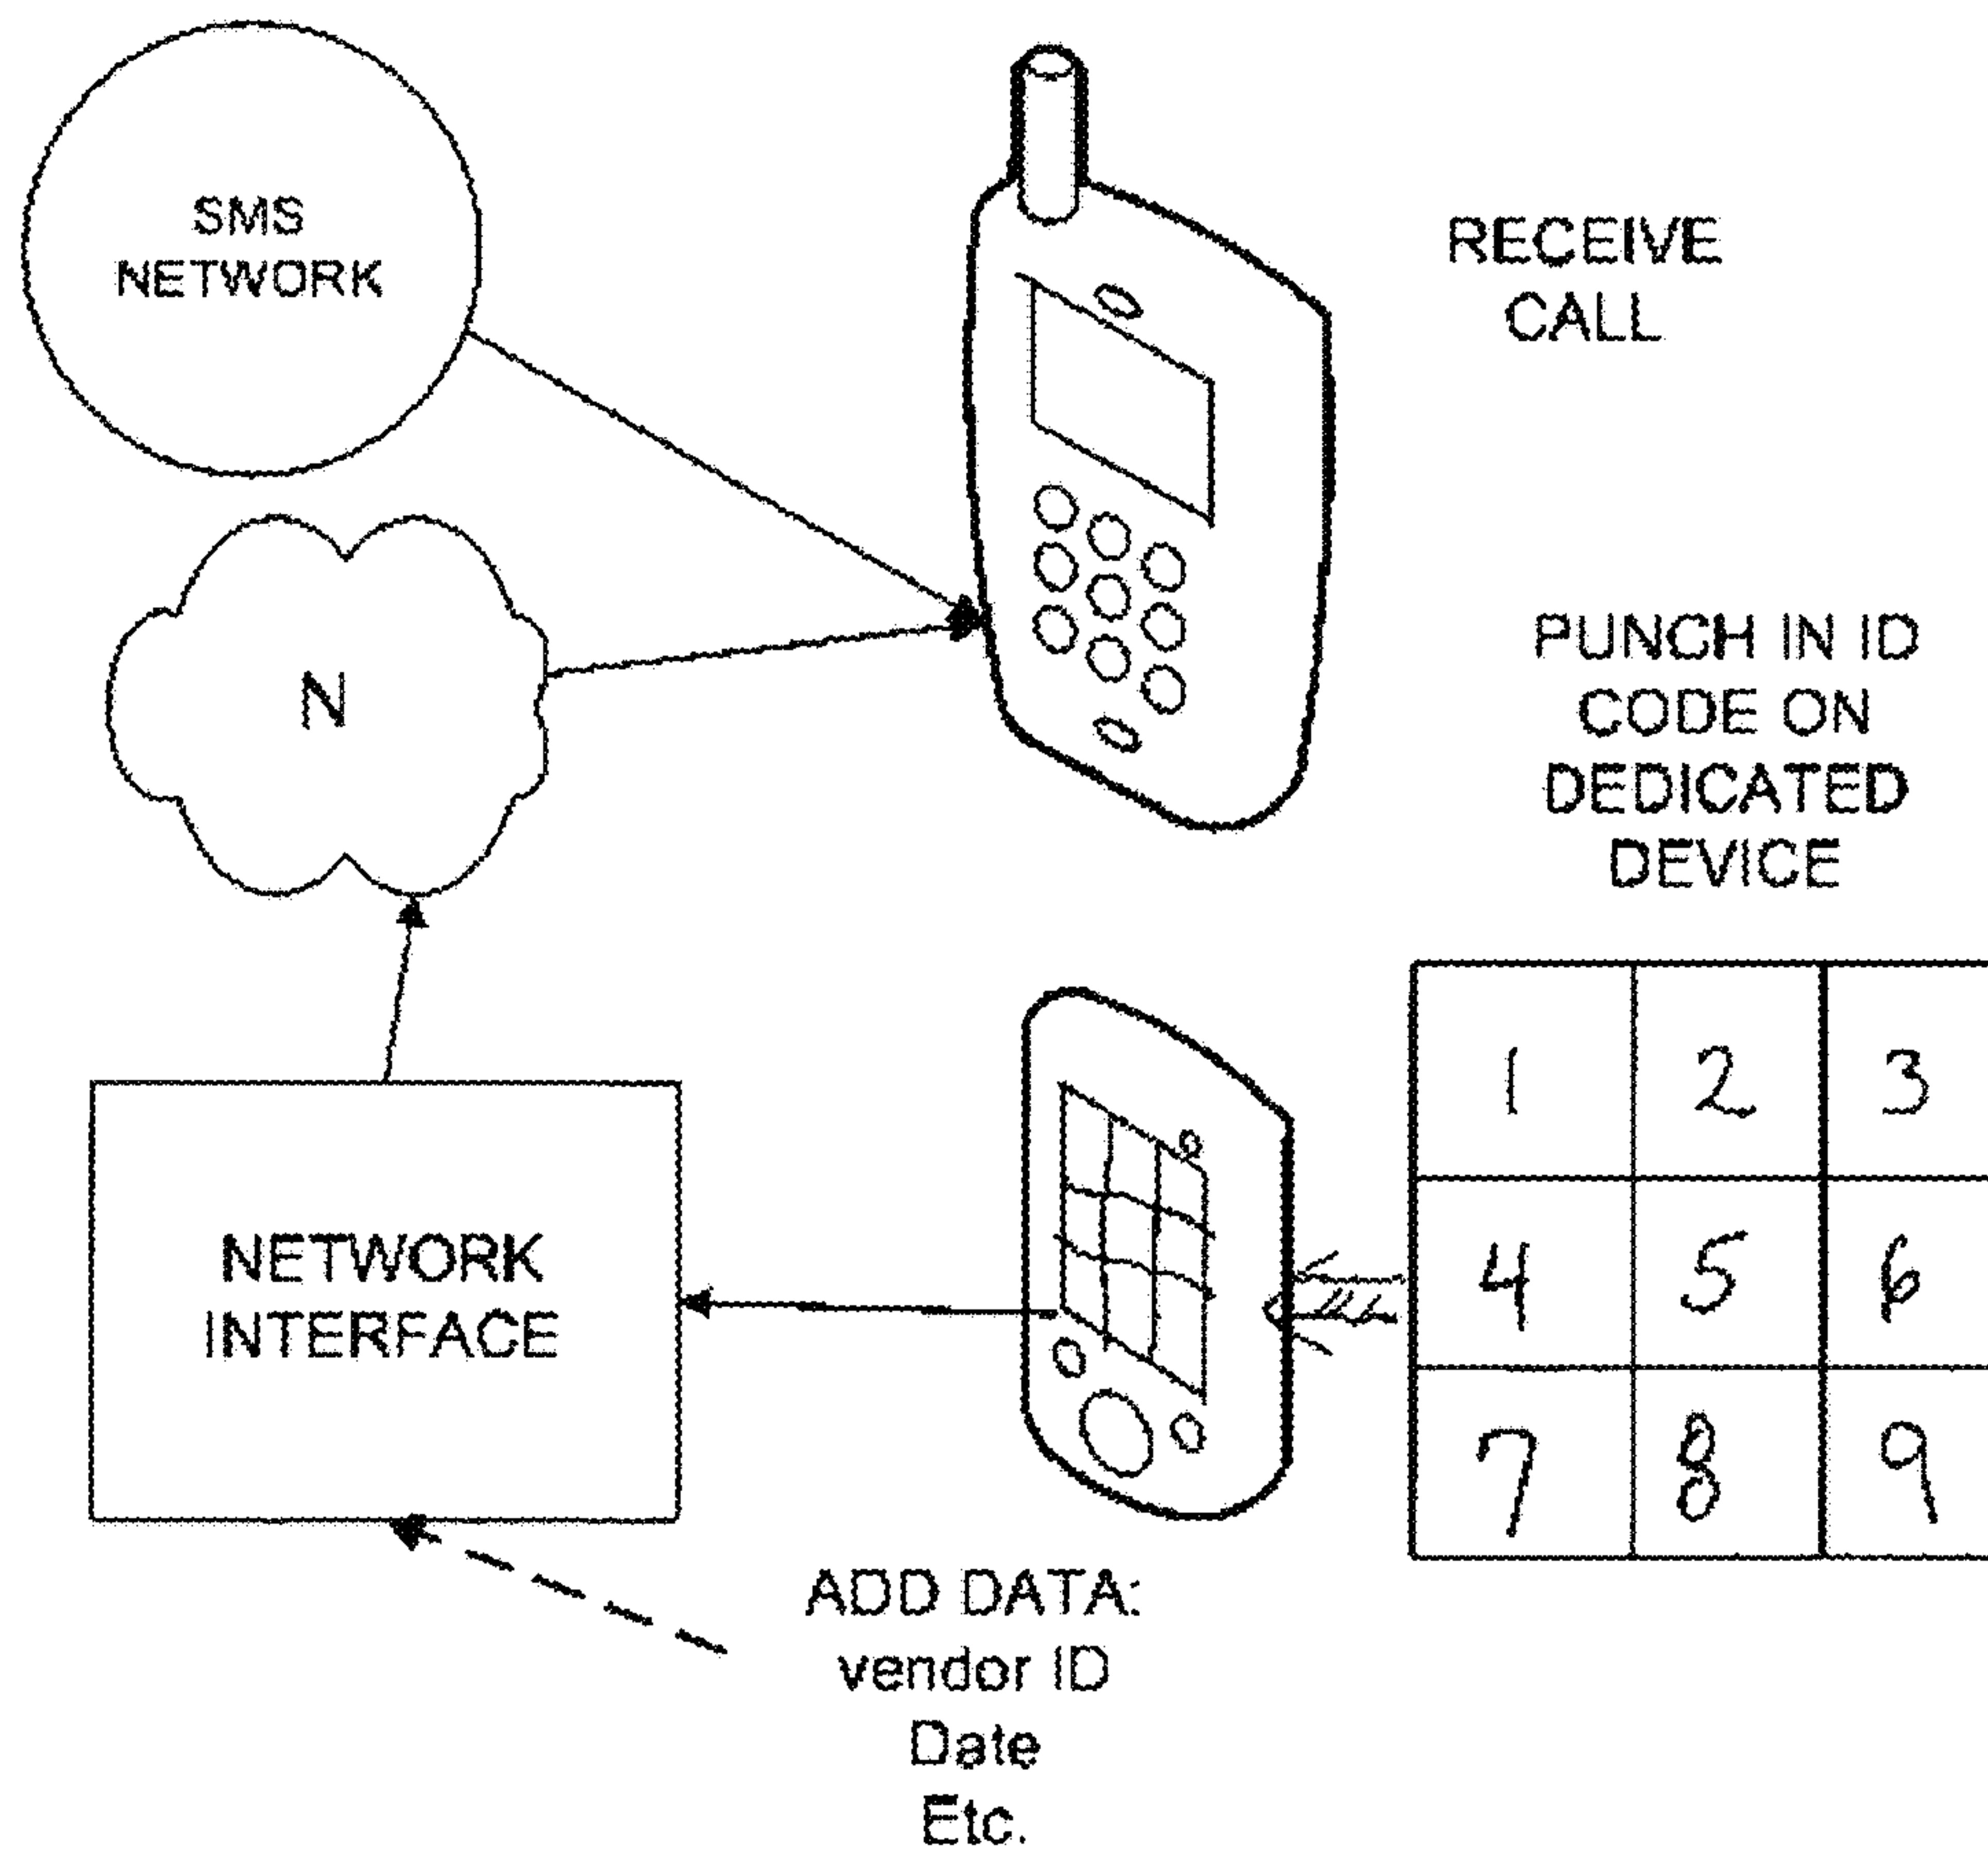 SMS
NETWORK
RECEIVE
CALL
N
PUNCH IN ID
CODE ON
DEDICATED
DEVICE
1 2 3
4 5 6
7 8 9
NETWORK
INTERFACE
ADD DATA:
vendor ID
Date
Etc.